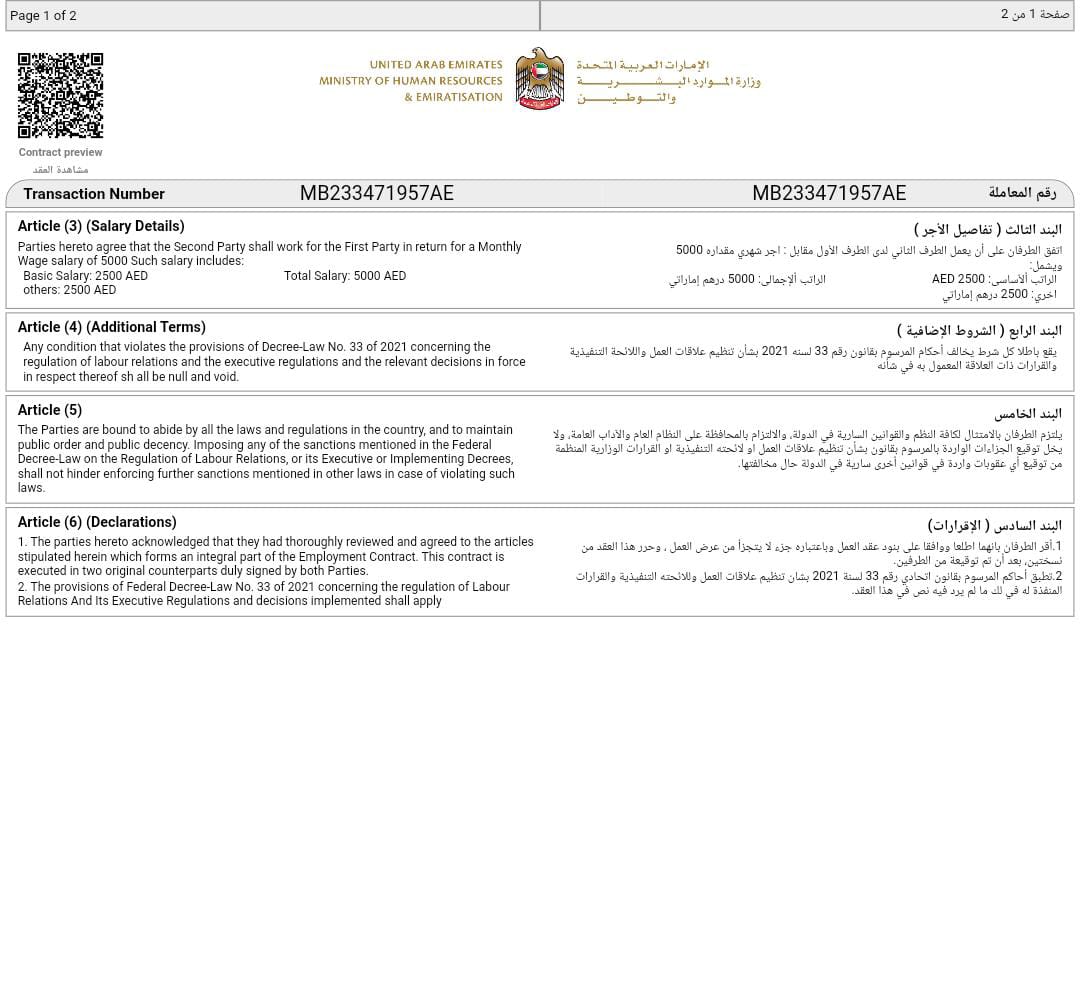 Page 1 of 2
صفحة 1 من 2
UNITED ARAB EMIRATES
MINISTRY OF HUMAN RESOURCES
& EMIRATISATION
الإمارات العربية المتحدة
وزارة المــوارد البــشــــريــــة
والتــــوطــيــــن
Contract preview
مشاهدة العقد
Transaction Number
MB233471957AE
MB233471957AE
رقم المعاملة
Article (3) (Salary Details)
Parties hereto agree that the Second Party shall work for the First Party in return for a Monthly
Wage salary of 5000 Such salary includes:
Basic Salary: 2500 AED
Total Salary: 5000 AED
others: 2500 AED
البند الثالث ( تفاصيل الأجر )
اتفق الطرفان على أن يعمل الطرف الثاني لدى الطرف الأول مقابل : اجر شهري مقداره 5000
ويشمل:
الراتب ألأساسى: 2500 AED
الراتب ألإجمالى: 5000 درهم إماراتي
اخري: 2500 درهم إماراتي
Article (4) (Additional Terms)
Any condition that violates the provisions of Decree-Law No. 33 of 2021 concerning the
regulation of labour relations and the executive regulations and the relevant decisions in force
in respect thereof sh all be null and void.
البند الرابع ( الشروط الإضافية )
يقع باطلا كل شرط يخالف أحكام المرسوم بقانون رقم 33 لسنه 2021 بشأن تنظيم علاقات العمل واللائحة التنفيذية
والقرارات ذات العلاقة المعمول به في شأنه
Article (5)
The Parties are bound to abide by all the laws and regulations in the country, and to maintain
public order and public decency. Imposing any of the sanctions mentioned in the Federal
Decree-Law on the Regulation of Labour Relations, or its Executive or Implementing Decrees,
shall not hinder enforcing further sanctions mentioned in other laws in case of violating such
laws.
البند الخامس
يلتزم الطرفان بالامتثال لكافة النظم والقوانين السارية في الدولة، والالتزام بالمحافظة على النظام العام والآداب العامة، ولا
يخل توقيع الجزاءات الواردة بالمرسوم بقانون بشأن تنظيم علاقات العمل او لائحته التنفيذية او القرارات الوزارية المنظمة
من توقيع أي عقوبات واردة في قوانين أخرى سارية في الدولة حال مخالفتها.
Article (6) (Declarations)
1. The parties hereto acknowledged that they had thoroughly reviewed and agreed to the articles
stipulated herein which forms an integral part of the Employment Contract. This contract is
executed in two original counterparts duly signed by both Parties.
2. The provisions of Federal Decree-Law No. 33 of 2021 concerning the regulation of Labour
Relations And Its Executive Regulations and decisions implemented shall apply
البند السادس ( الإقرارات)
1.أقر الطرفان بانهما اطلعا ووافقا على بنود عقد العمل وباعتباره جزء لا يتجزأ من عرض العمل ، وحرر هذا العقد من
نسختين، بعد أن تم توقيعة من الطرفين.
2.تطبق أحاكم المرسوم بقانون اتحادي رقم 33 لسنة 2021 بشان تنظيم علاقات العمل وللائحته التنفيذية والقرارات
المنفذة له في لك ما لم يرد فيه نص في هذا العقد.